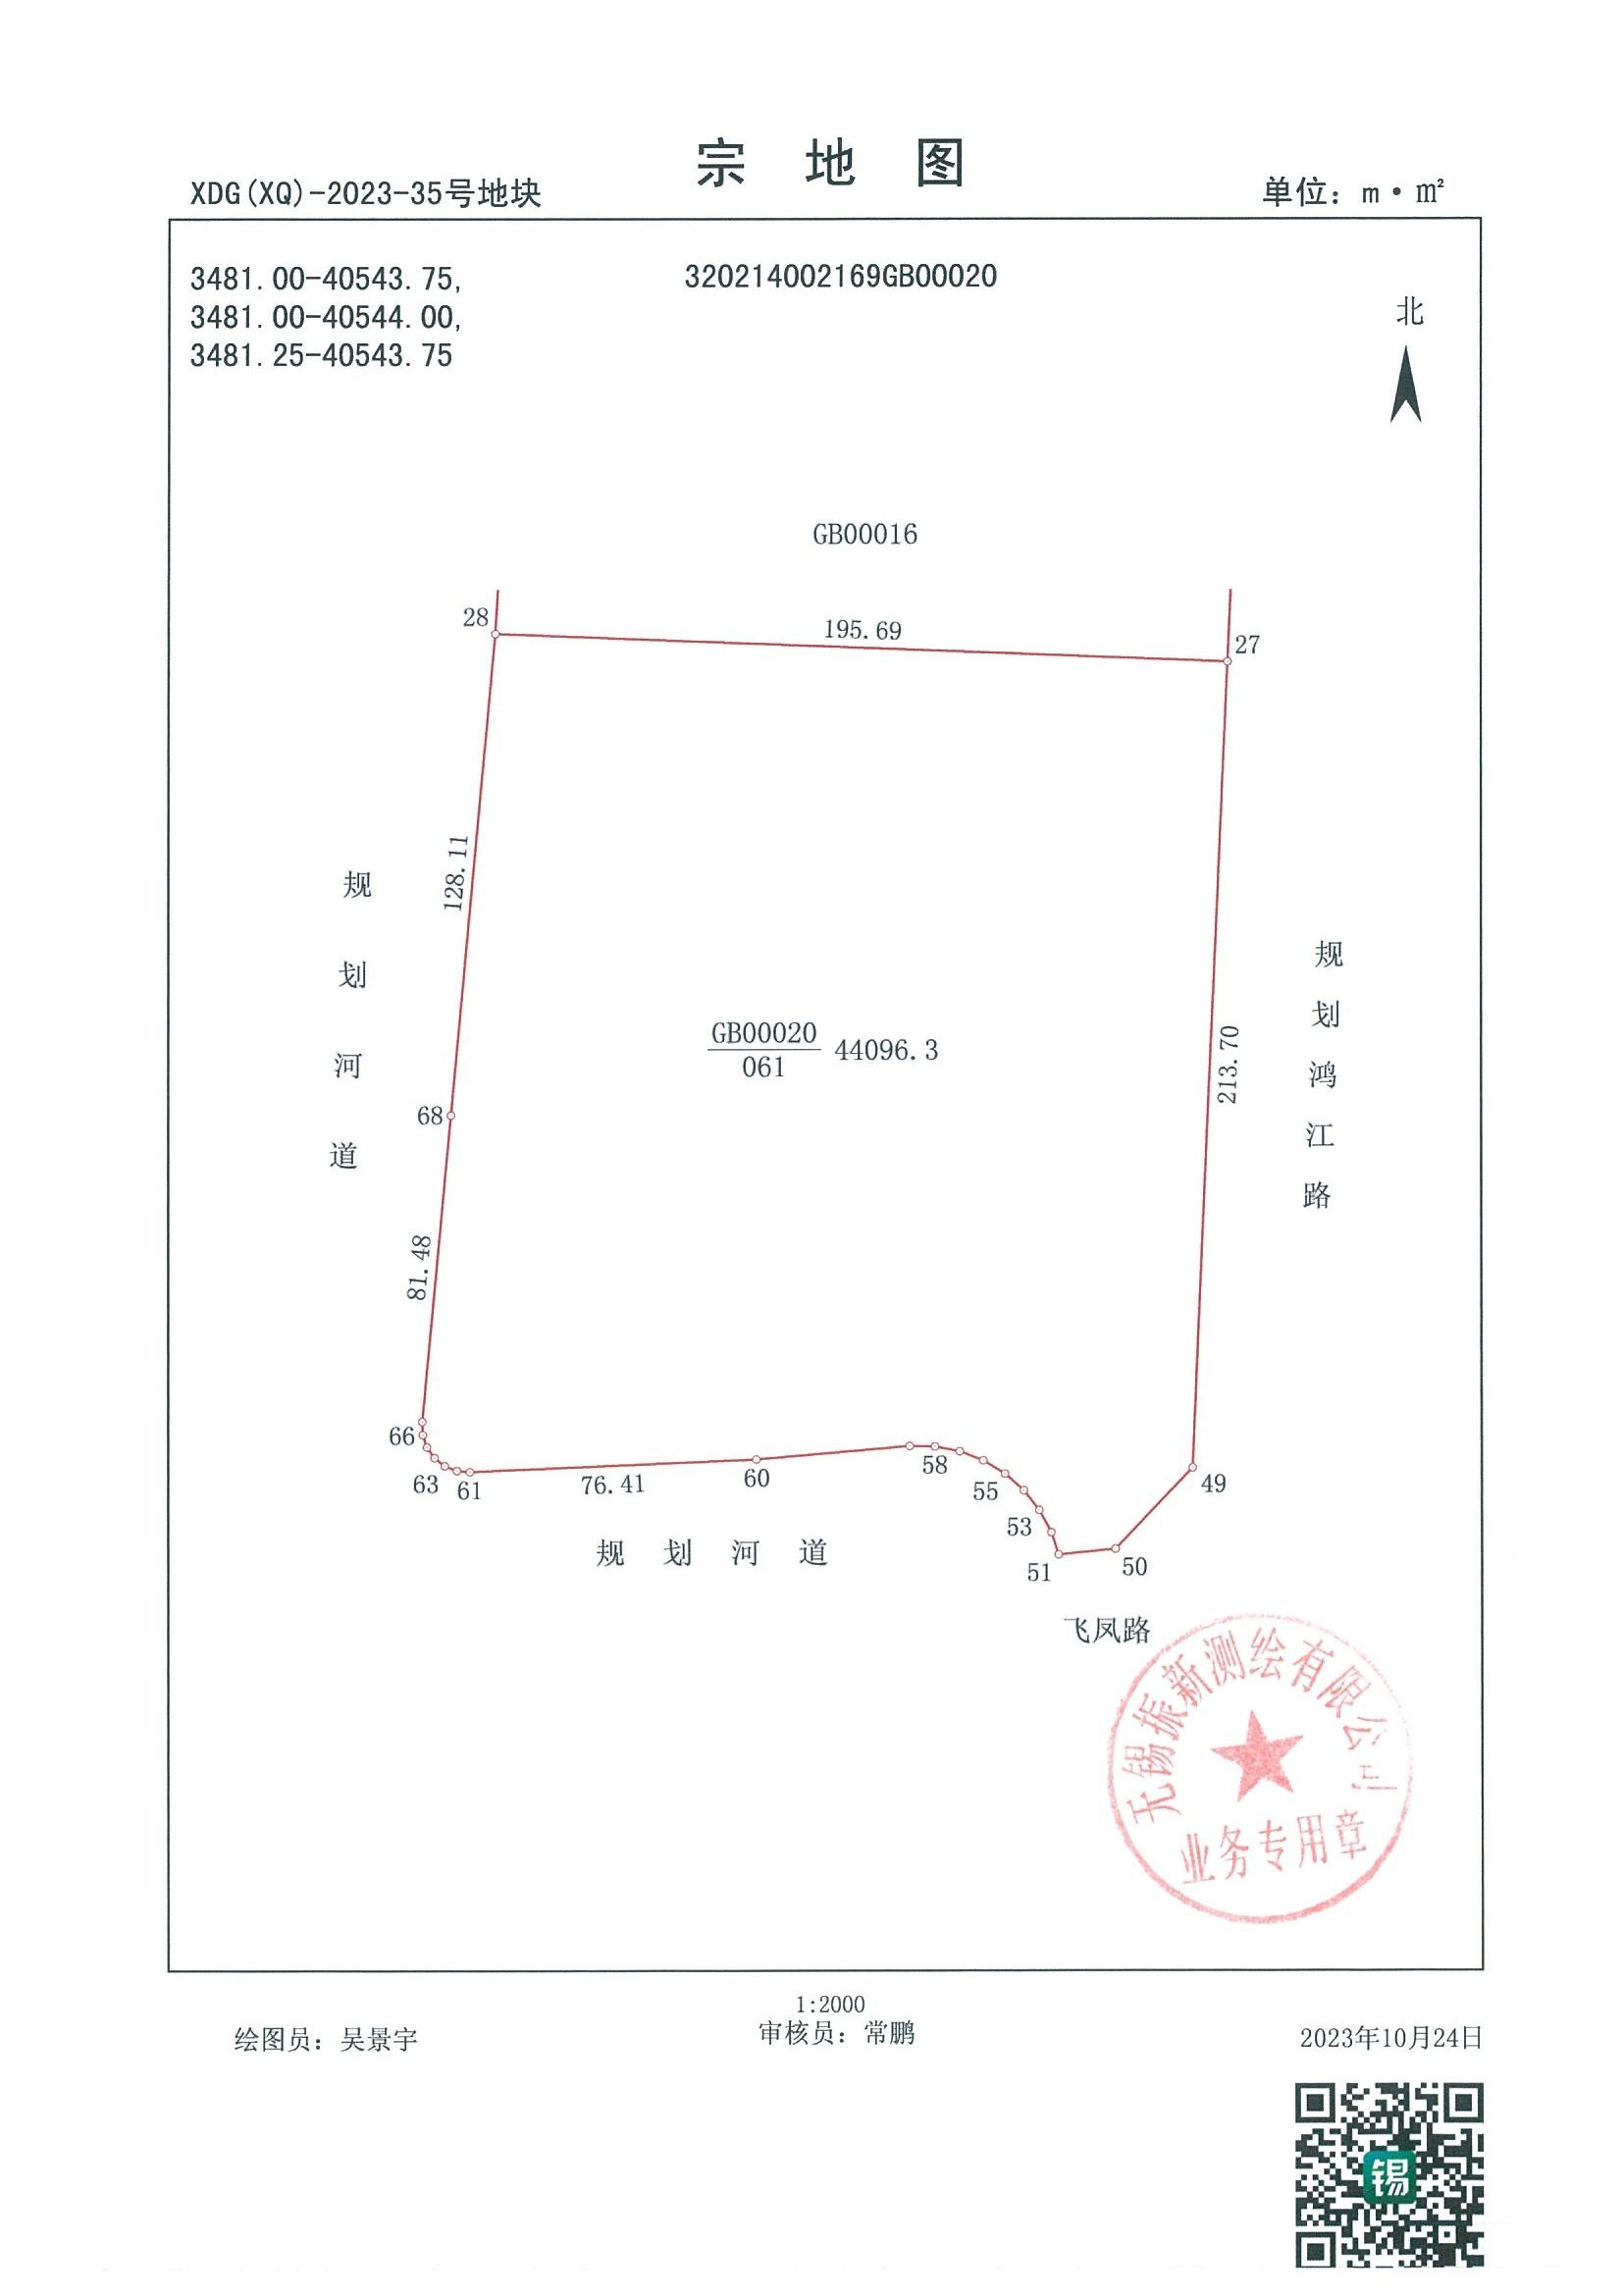 宗 地 图
XDG(XQ)-2023-35号地块
单位：m·㎡
3481.00-40543.75,
3481.00-40544.00,
3481.25-40543.75
320214002169GB00020
北
GB00016
28
195.69
27
128.11
规划河道
规划鸿江路
GB00020
061
44096.3
213.70
68
81.48
66
63
61
76.41
60
58
55
53
51
50
49
规划河道
飞凤路
无锡振新测绘有限公司
业务专用章
1:2000
绘图员：吴景宇
审核员：常鹏
2023年10月24日
锡